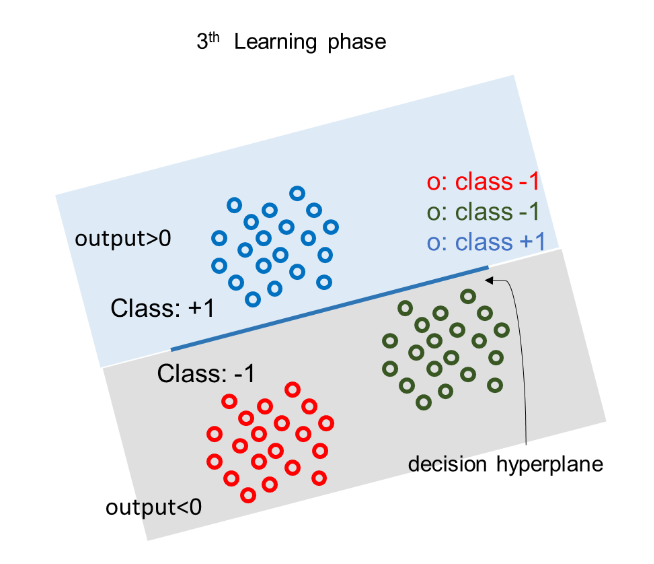 3th Learning phase
o: class -1
o: class -1
o: class +1
output>0
Class: +1
Class: -1
decision hyperplane
output<0